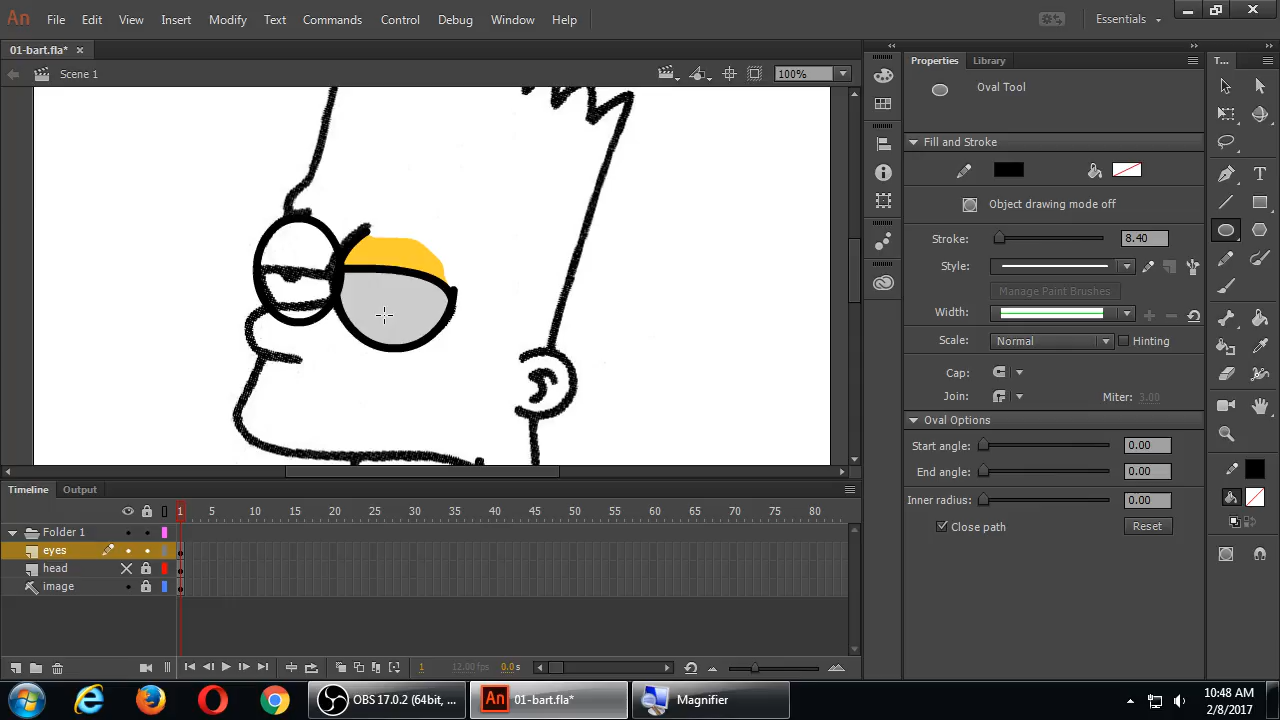 An File Edit View Insert Modify Text Commands Control Debug Window Help Essentials
01-bart.fla* ×
Scene 1 100%
Properties Library T...
Oval Tool
Fill and Stroke
Object drawing mode off
Stroke: 8.40
Style:
Manage Paint Brushes
Width:
Scale: Normal Hinting
Cap:
Join: Miter: 3.00
Oval Options
Start angle: 0.00
End angle: 0.00
Inner radius: 0.00
Close path Reset
Timeline Output
1 5 10 15 20 25 30 35 40 45 50 55 60 65 70 75 80
Folder 1
eyes
head
image
1 12.00 fps 0.0 s
OBS 17.0.2 (64bit, ... An 01-bart.fla* Magnifier
10:48 AM
2/8/2017